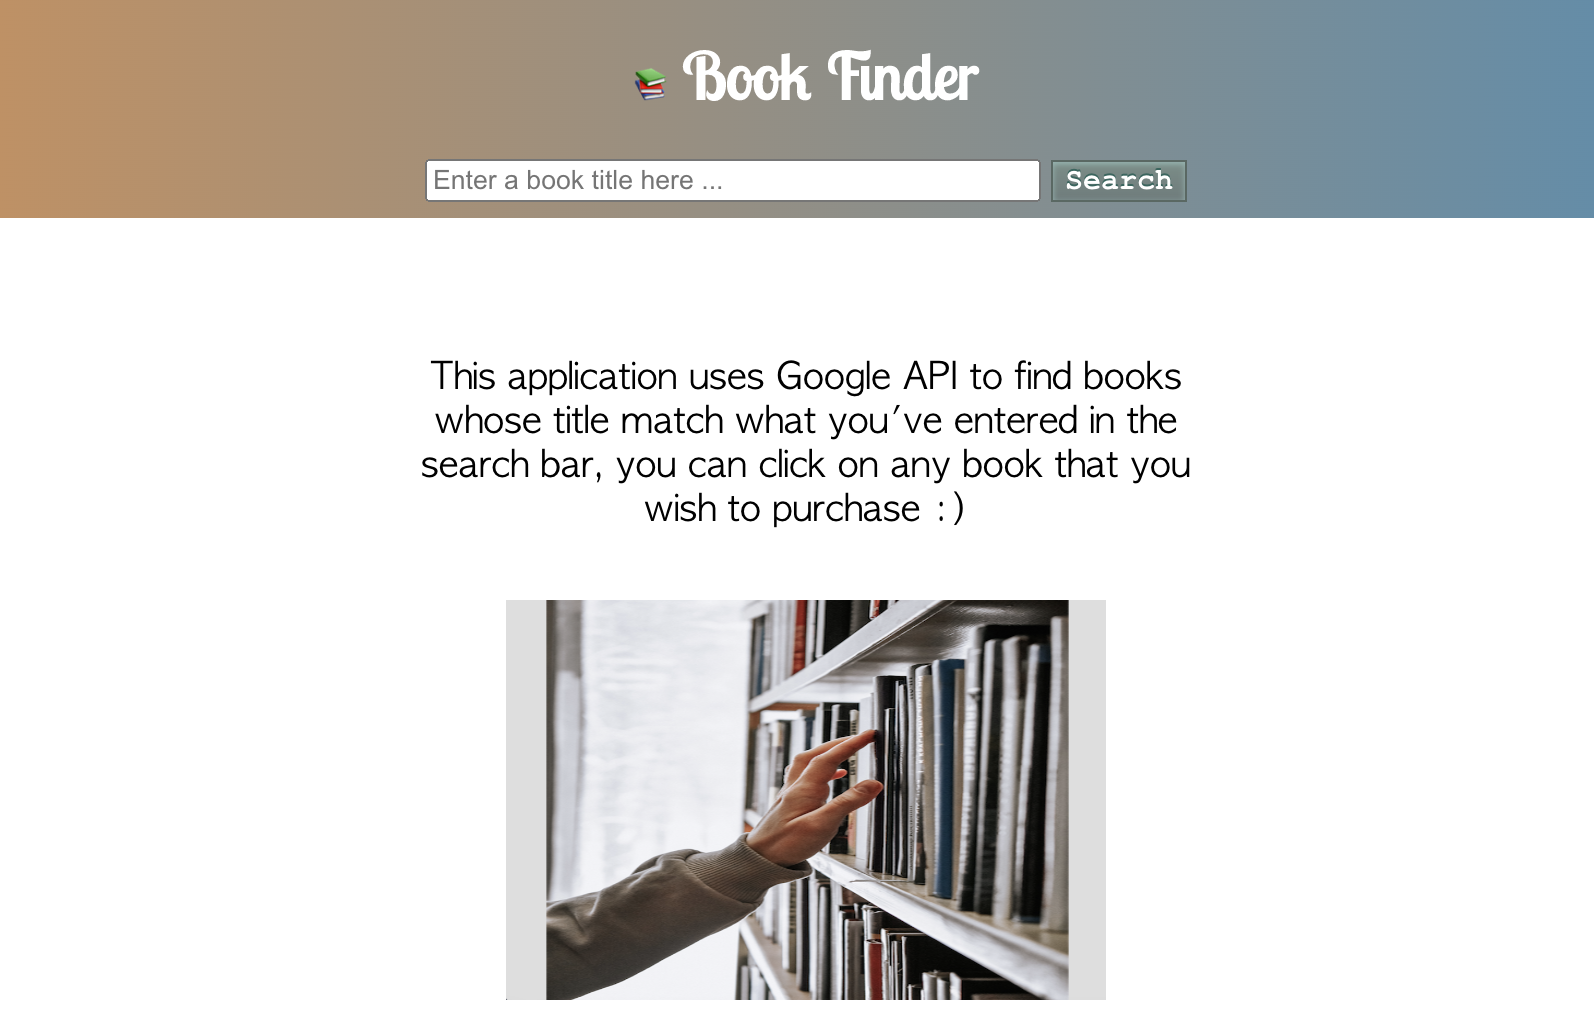 📚 Book Finder
Enter a book title here ...
Search
This application uses Google API to find books
whose title match what you've entered in the
search bar, you can click on any book that you
wish to purchase :)